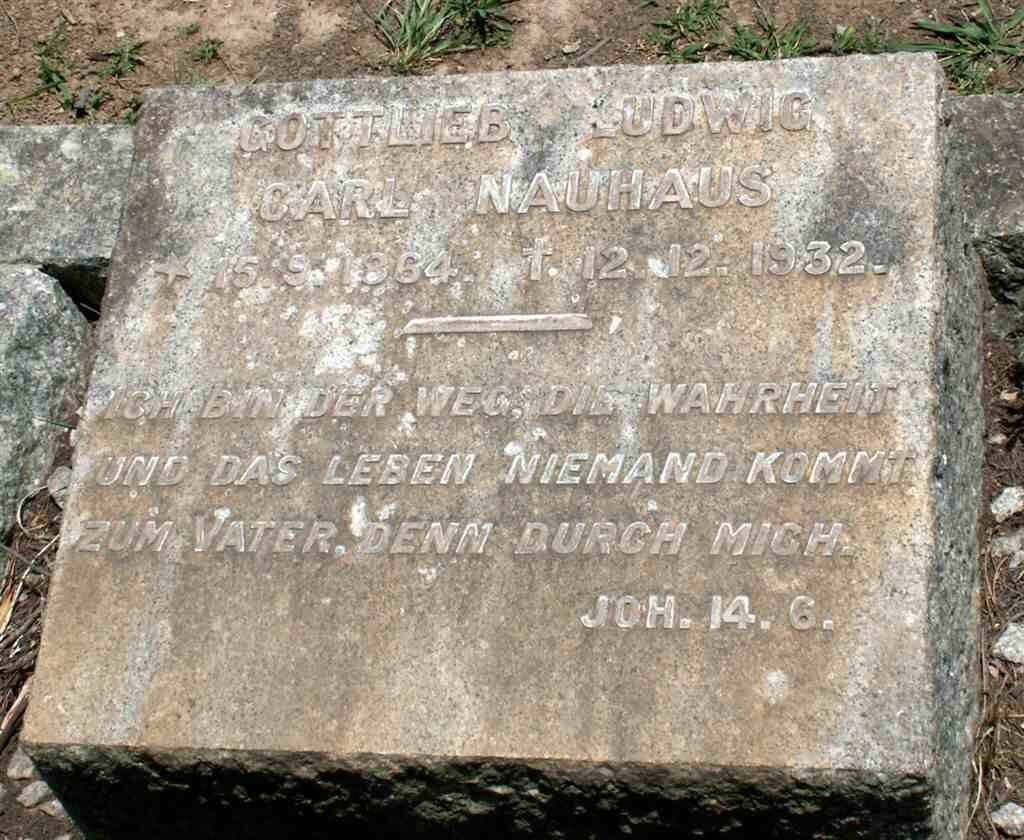 GOTTLIEB LUDWIG
CARL NAUHAUS
* 15.9.1864. †. 12.12.1932.
ICH BIN DER WEG, DIE WAHRHEIT
UND DAS LEBEN NIEMAND KOMMT
ZUM VATER, DENN DURCH MICH.
JOH. 14. 6.